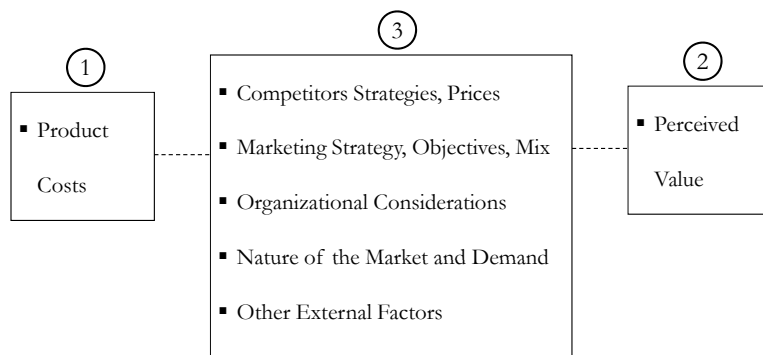 3
1
2
▪ Competitors Strategies, Prices
▪ Product
Costs
▪ Perceived
Value
▪ Marketing Strategy, Objectives, Mix
▪ Organizational Considerations
▪ Nature of the Market and Demand
▪ Other External Factors